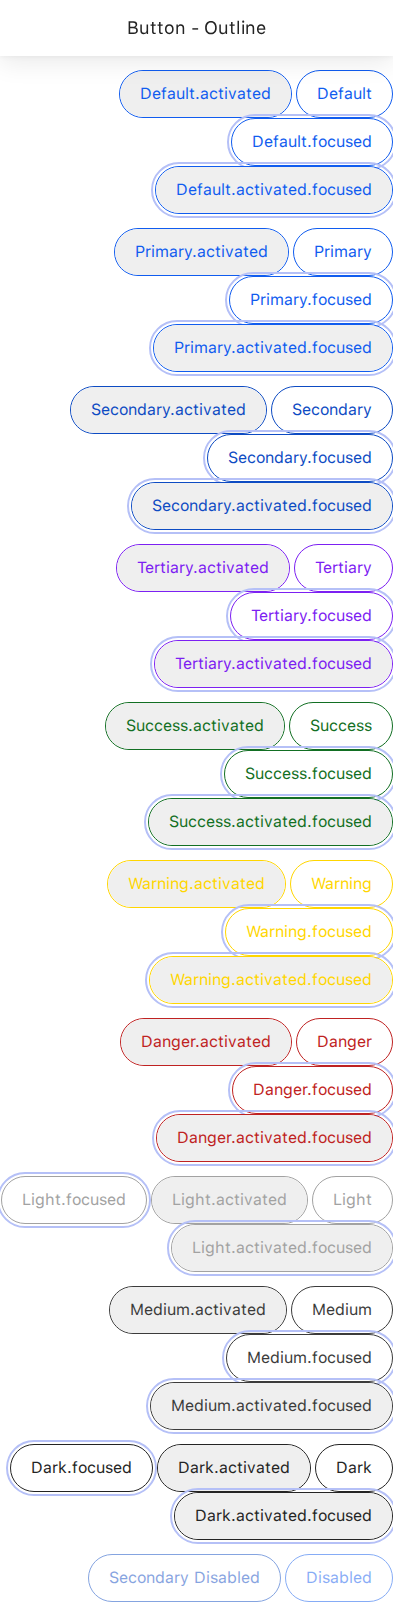 Button - Outline
Default.activated Default
Default.focused
Default.activated.focused
Primary.activated Primary
Primary.focused
Primary.activated.focused
Secondary.activated Secondary
Secondary.focused
Secondary.activated.focused
Tertiary.activated Tertiary
Tertiary.focused
Tertiary.activated.focused
Success.activated Success
Success.focused
Success.activated.focused
Warning.activated Warning
Warning.focused
Warning.activated.focused
Danger.activated Danger
Danger.focused
Danger.activated.focused
Light.focused Light.activated Light
Light.activated.focused
Medium.activated Medium
Medium.focused
Medium.activated.focused
Dark.focused Dark.activated Dark
Dark.activated.focused
Secondary Disabled Disabled